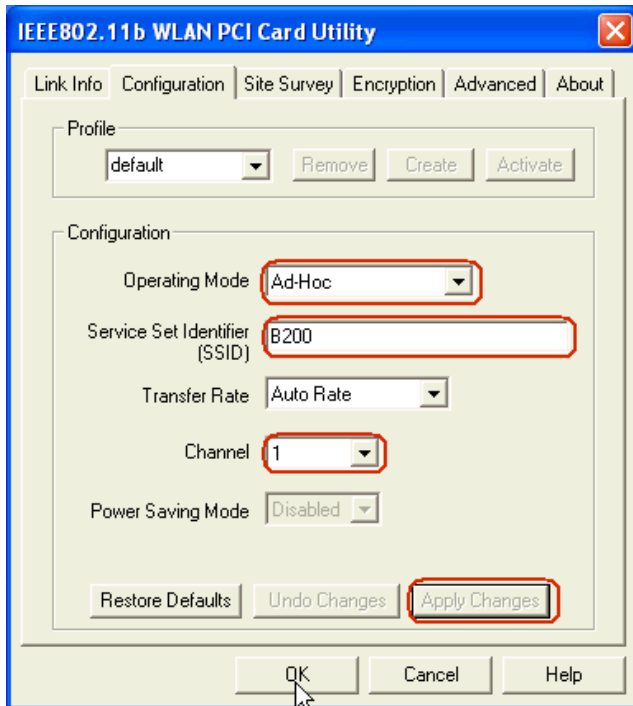 IEEE802.11b WLAN PCI Card Utility
Link Info Configuration Site Survey Encryption Advanced About
Profile
default Remove Create Activate
Configuration
Operating Mode Ad-Hoc
Service Set Identifier (SSID) B200
Transfer Rate Auto Rate
Channel 1
Power Saving Mode Disabled
Restore Defaults Undo Changes Apply Changes
OK Cancel Help